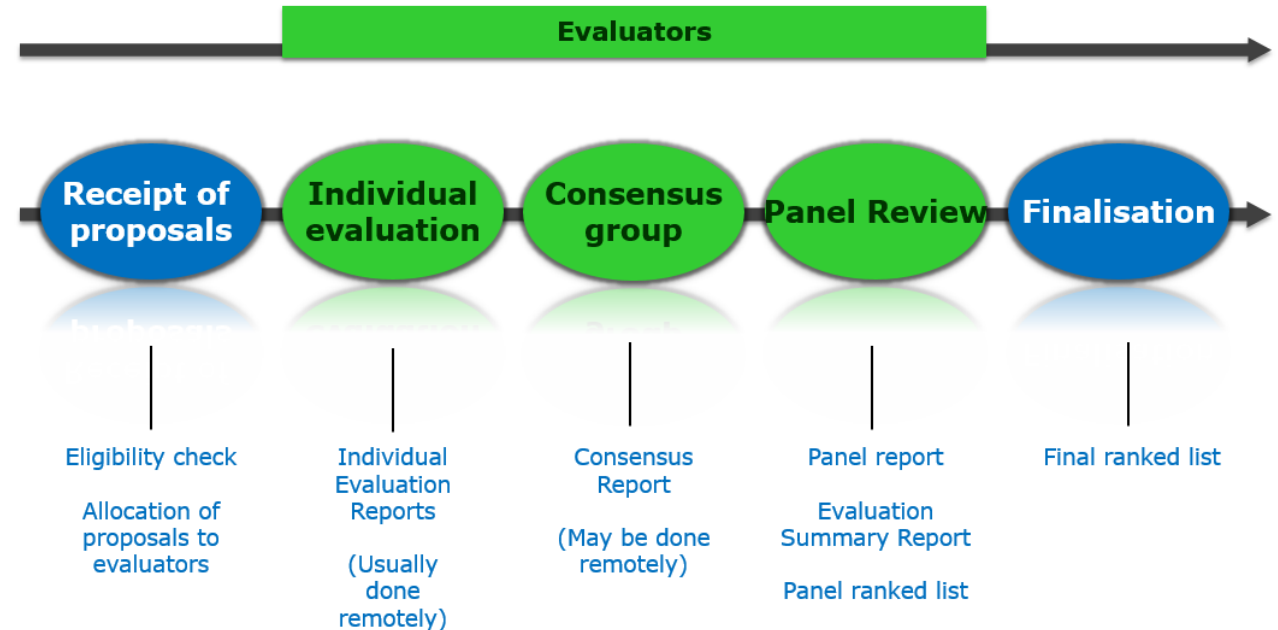 Evaluators
Receipt of
proposals
Individual
evaluation
Consensus
group
Panel Review
Finalisation
Eligibility check
Allocation of
proposals to
evaluators
Individual
Evaluation
Reports
(Usually
done
remotely)
Consensus
Report
(May be done
remotely)
Panel report
Evaluation
Summary Report
Panel ranked list
Final ranked list